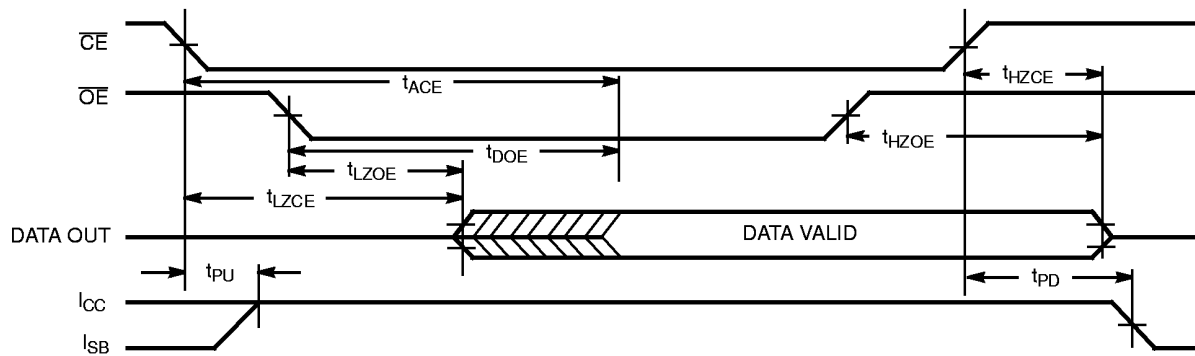 CE
tHZCE
tACE
OE
tHZOE
tDOE
tLZOE
tLZCE
DATA OUT
DATA VALID
tPU
tPD
ICC
ISB